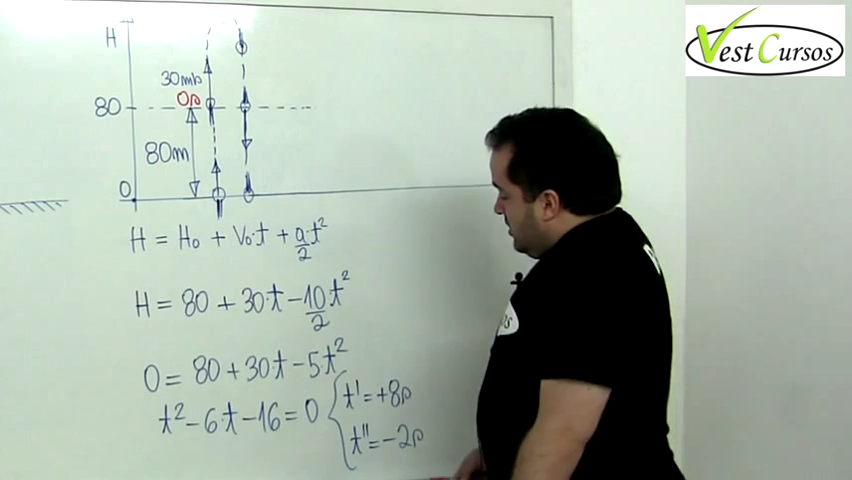 Vest Cursos
H
30m/s
80
0s
80m
0
H = H₀ + V₀·t + a/2·t²
H = 80 + 30·t − 10/2 t²
0 = 80 + 30·t − 5t²
t² − 6·t − 16 = 0 { t' = +8s
t'' = −2s